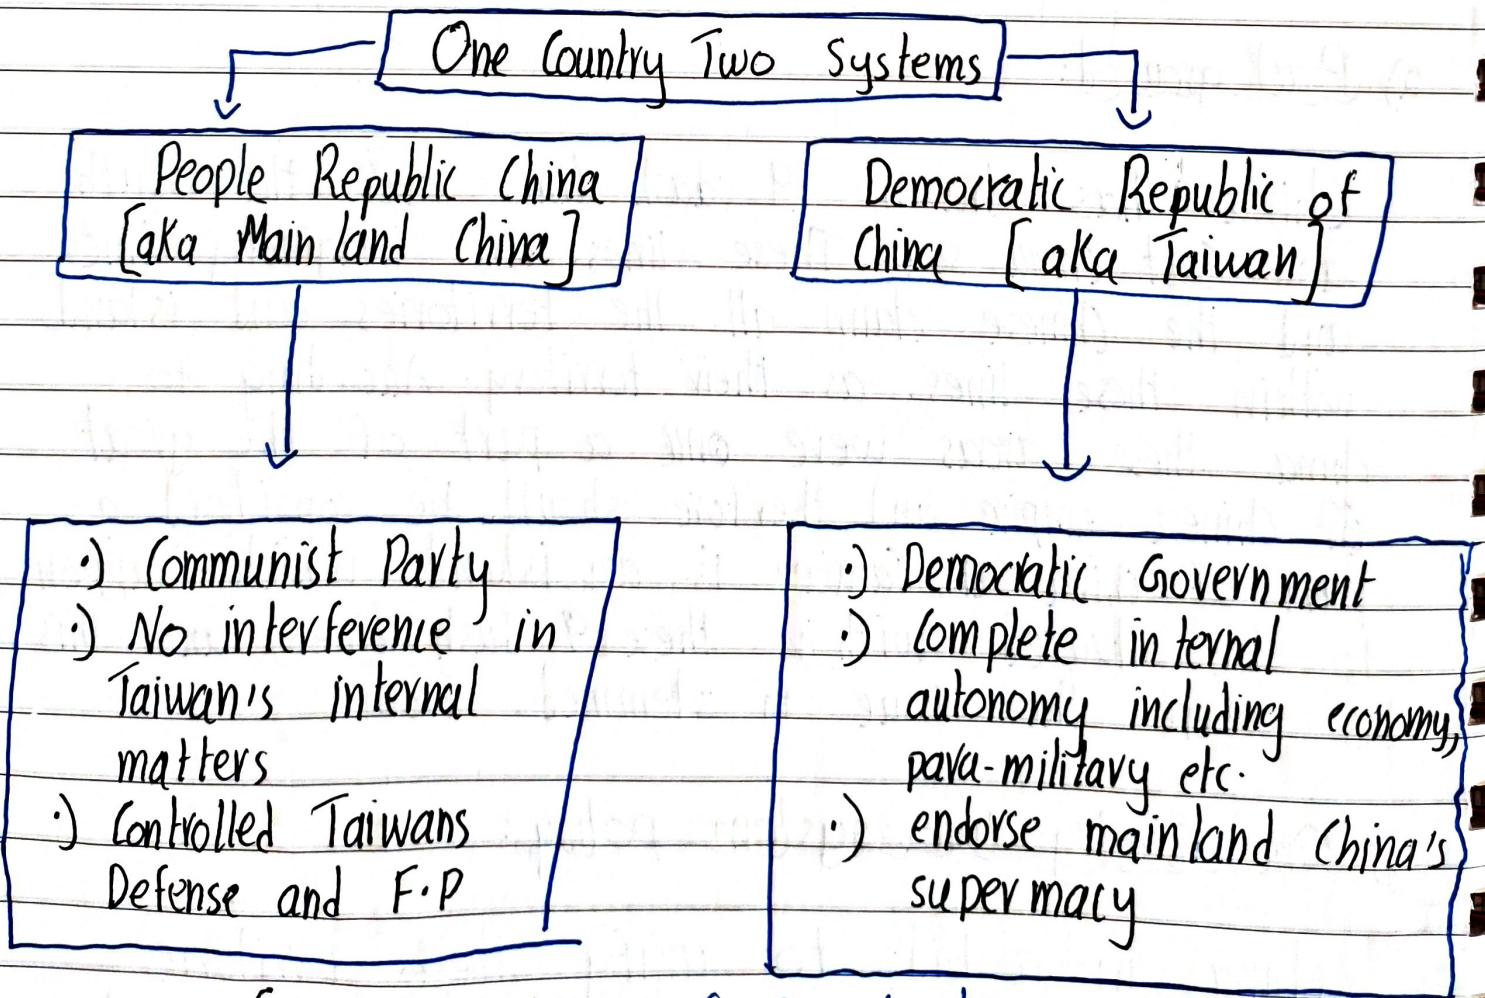 One Country Two Systems
People Republic China
[aka Mainland China]
Democratic Republic of
China [aka Taiwan]
·) Communist Party
·) No interference in
Taiwan's internal
matters
·) Controlled Taiwans
Defense and F.P
·) Democratic Government
·) Complete internal
autonomy including economy,
para-military etc.
·) endorse mainland China's
supermacy